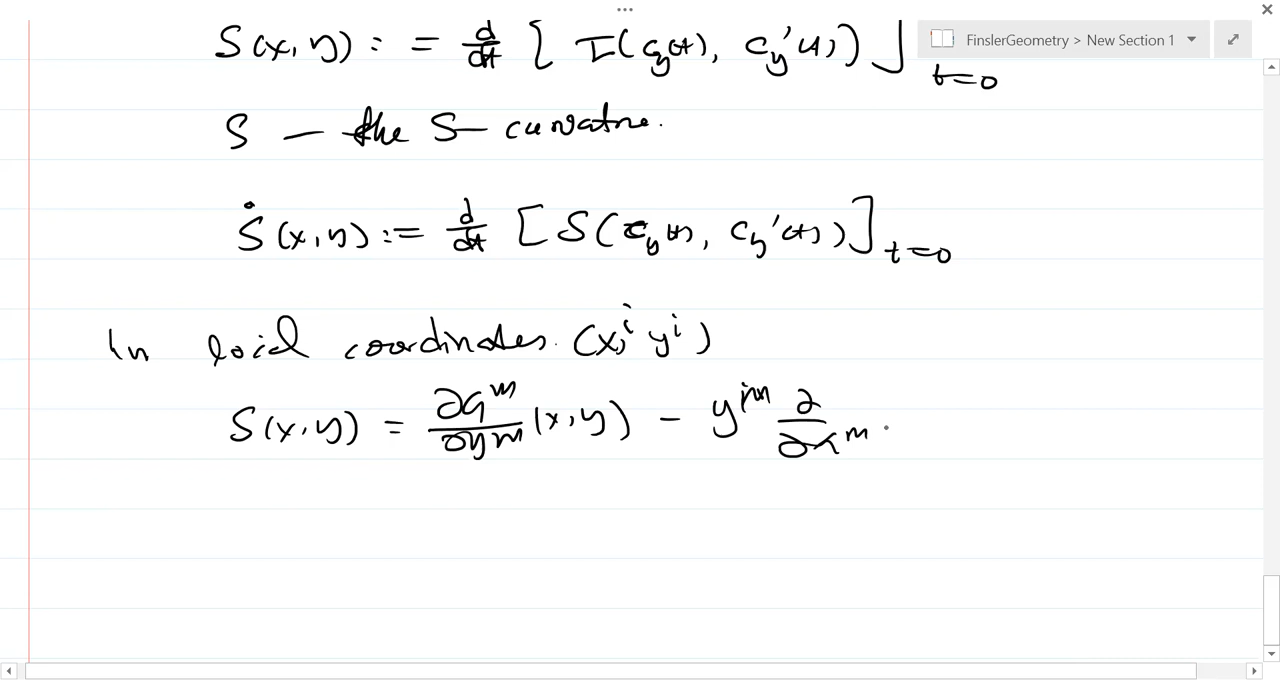 FinslerGeometry > New Section 1
S(x, y) : = d/dt [ τ(c_y(t), c_y'(t)) ]_{t=0}
S — the S – curvature.
Ṡ(x, y) := d/dt [ S(c_y(t), c_y'(t)) ]_{t=0}
In local coordinates. (x^i, y^i)
S(x, y) = ∂G^m/∂y^m (x, y) − y^m ∂/∂x^m